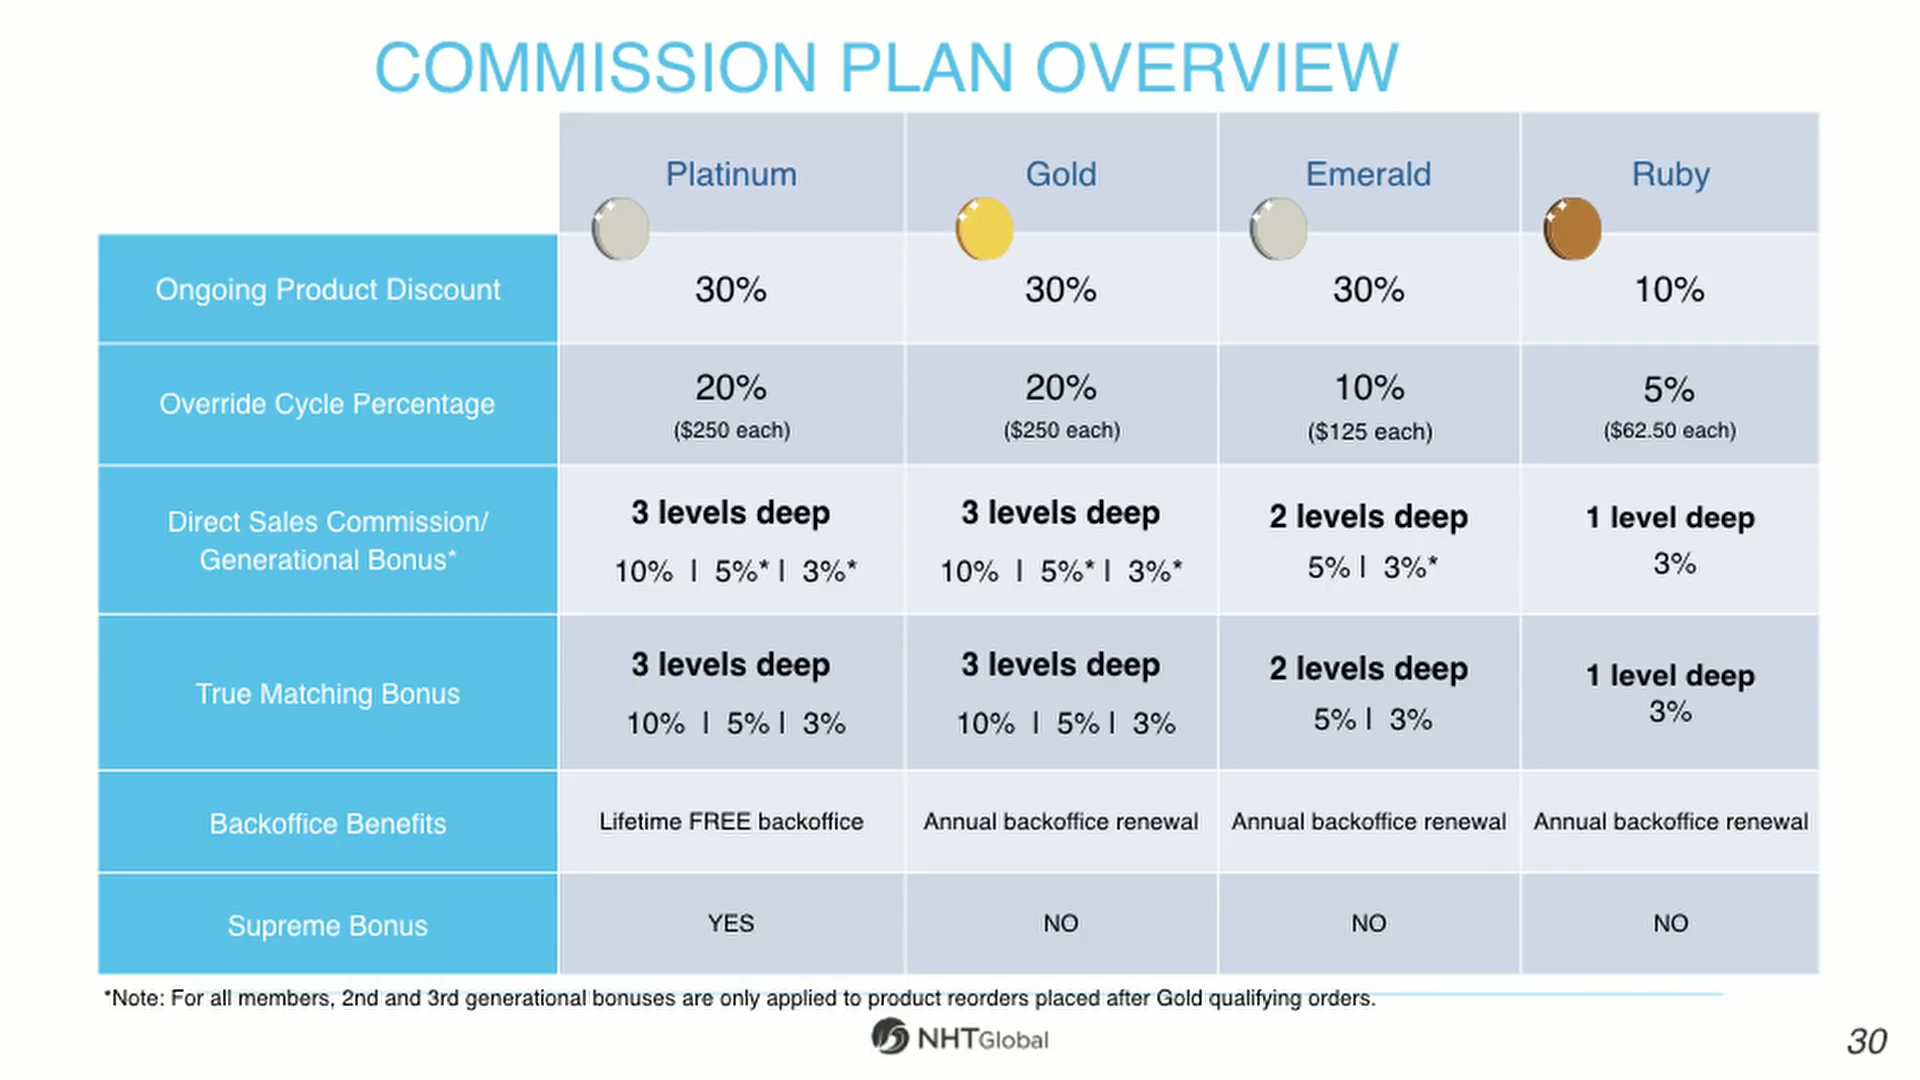 COMMISSION PLAN OVERVIEW
Platinum Gold Emerald Ruby
Ongoing Product Discount 30% 30% 30% 10%
Override Cycle Percentage 20% 20% 10% 5%
($250 each) ($250 each) ($125 each) ($62.50 each)
Direct Sales Commission/
Generational Bonus*
3 levels deep 3 levels deep 2 levels deep 1 level deep
10% | 5%* | 3%* 10% | 5%* | 3%* 5% | 3%* 3%
True Matching Bonus
3 levels deep 3 levels deep 2 levels deep 1 level deep
10% | 5% | 3% 10% | 5% | 3% 5% | 3% 3%
Backoffice Benefits Lifetime FREE backoffice Annual backoffice renewal Annual backoffice renewal Annual backoffice renewal
Supreme Bonus YES NO NO NO
*Note: For all members, 2nd and 3rd generational bonuses are only applied to product reorders placed after Gold qualifying orders.
NHTGlobal
30